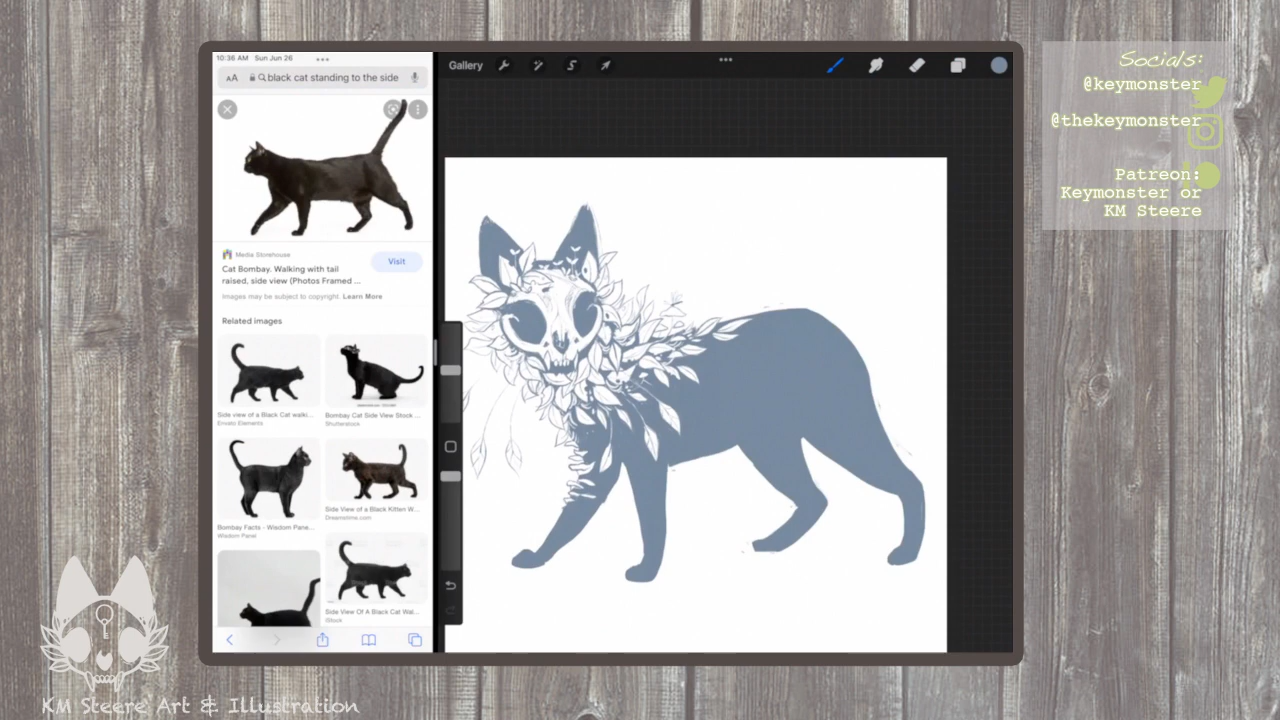 10:36 AM Sun Jun 26
AA black cat standing to the side
Media Storehouse
Cat Bombay. Walking with tail
raised, side view (Photos Framed ...
Visit
Images may be subject to copyright. Learn More
Related images
Side view of a Black Cat walki...
Envato Elements
Bombay Cat Side View Stock ...
Shutterstock
Bombay Facts - Wisdom Pane...
Wisdom Panel
Side View of a Black Kitten W...
Dreamstime.com
Side View Of A Black Cat Wal...
iStock
Gallery
Socials:
@keymonster
@thekeymonster
Patreon:
Keymonster or
KM Steere
KM Steere Art & Illustration